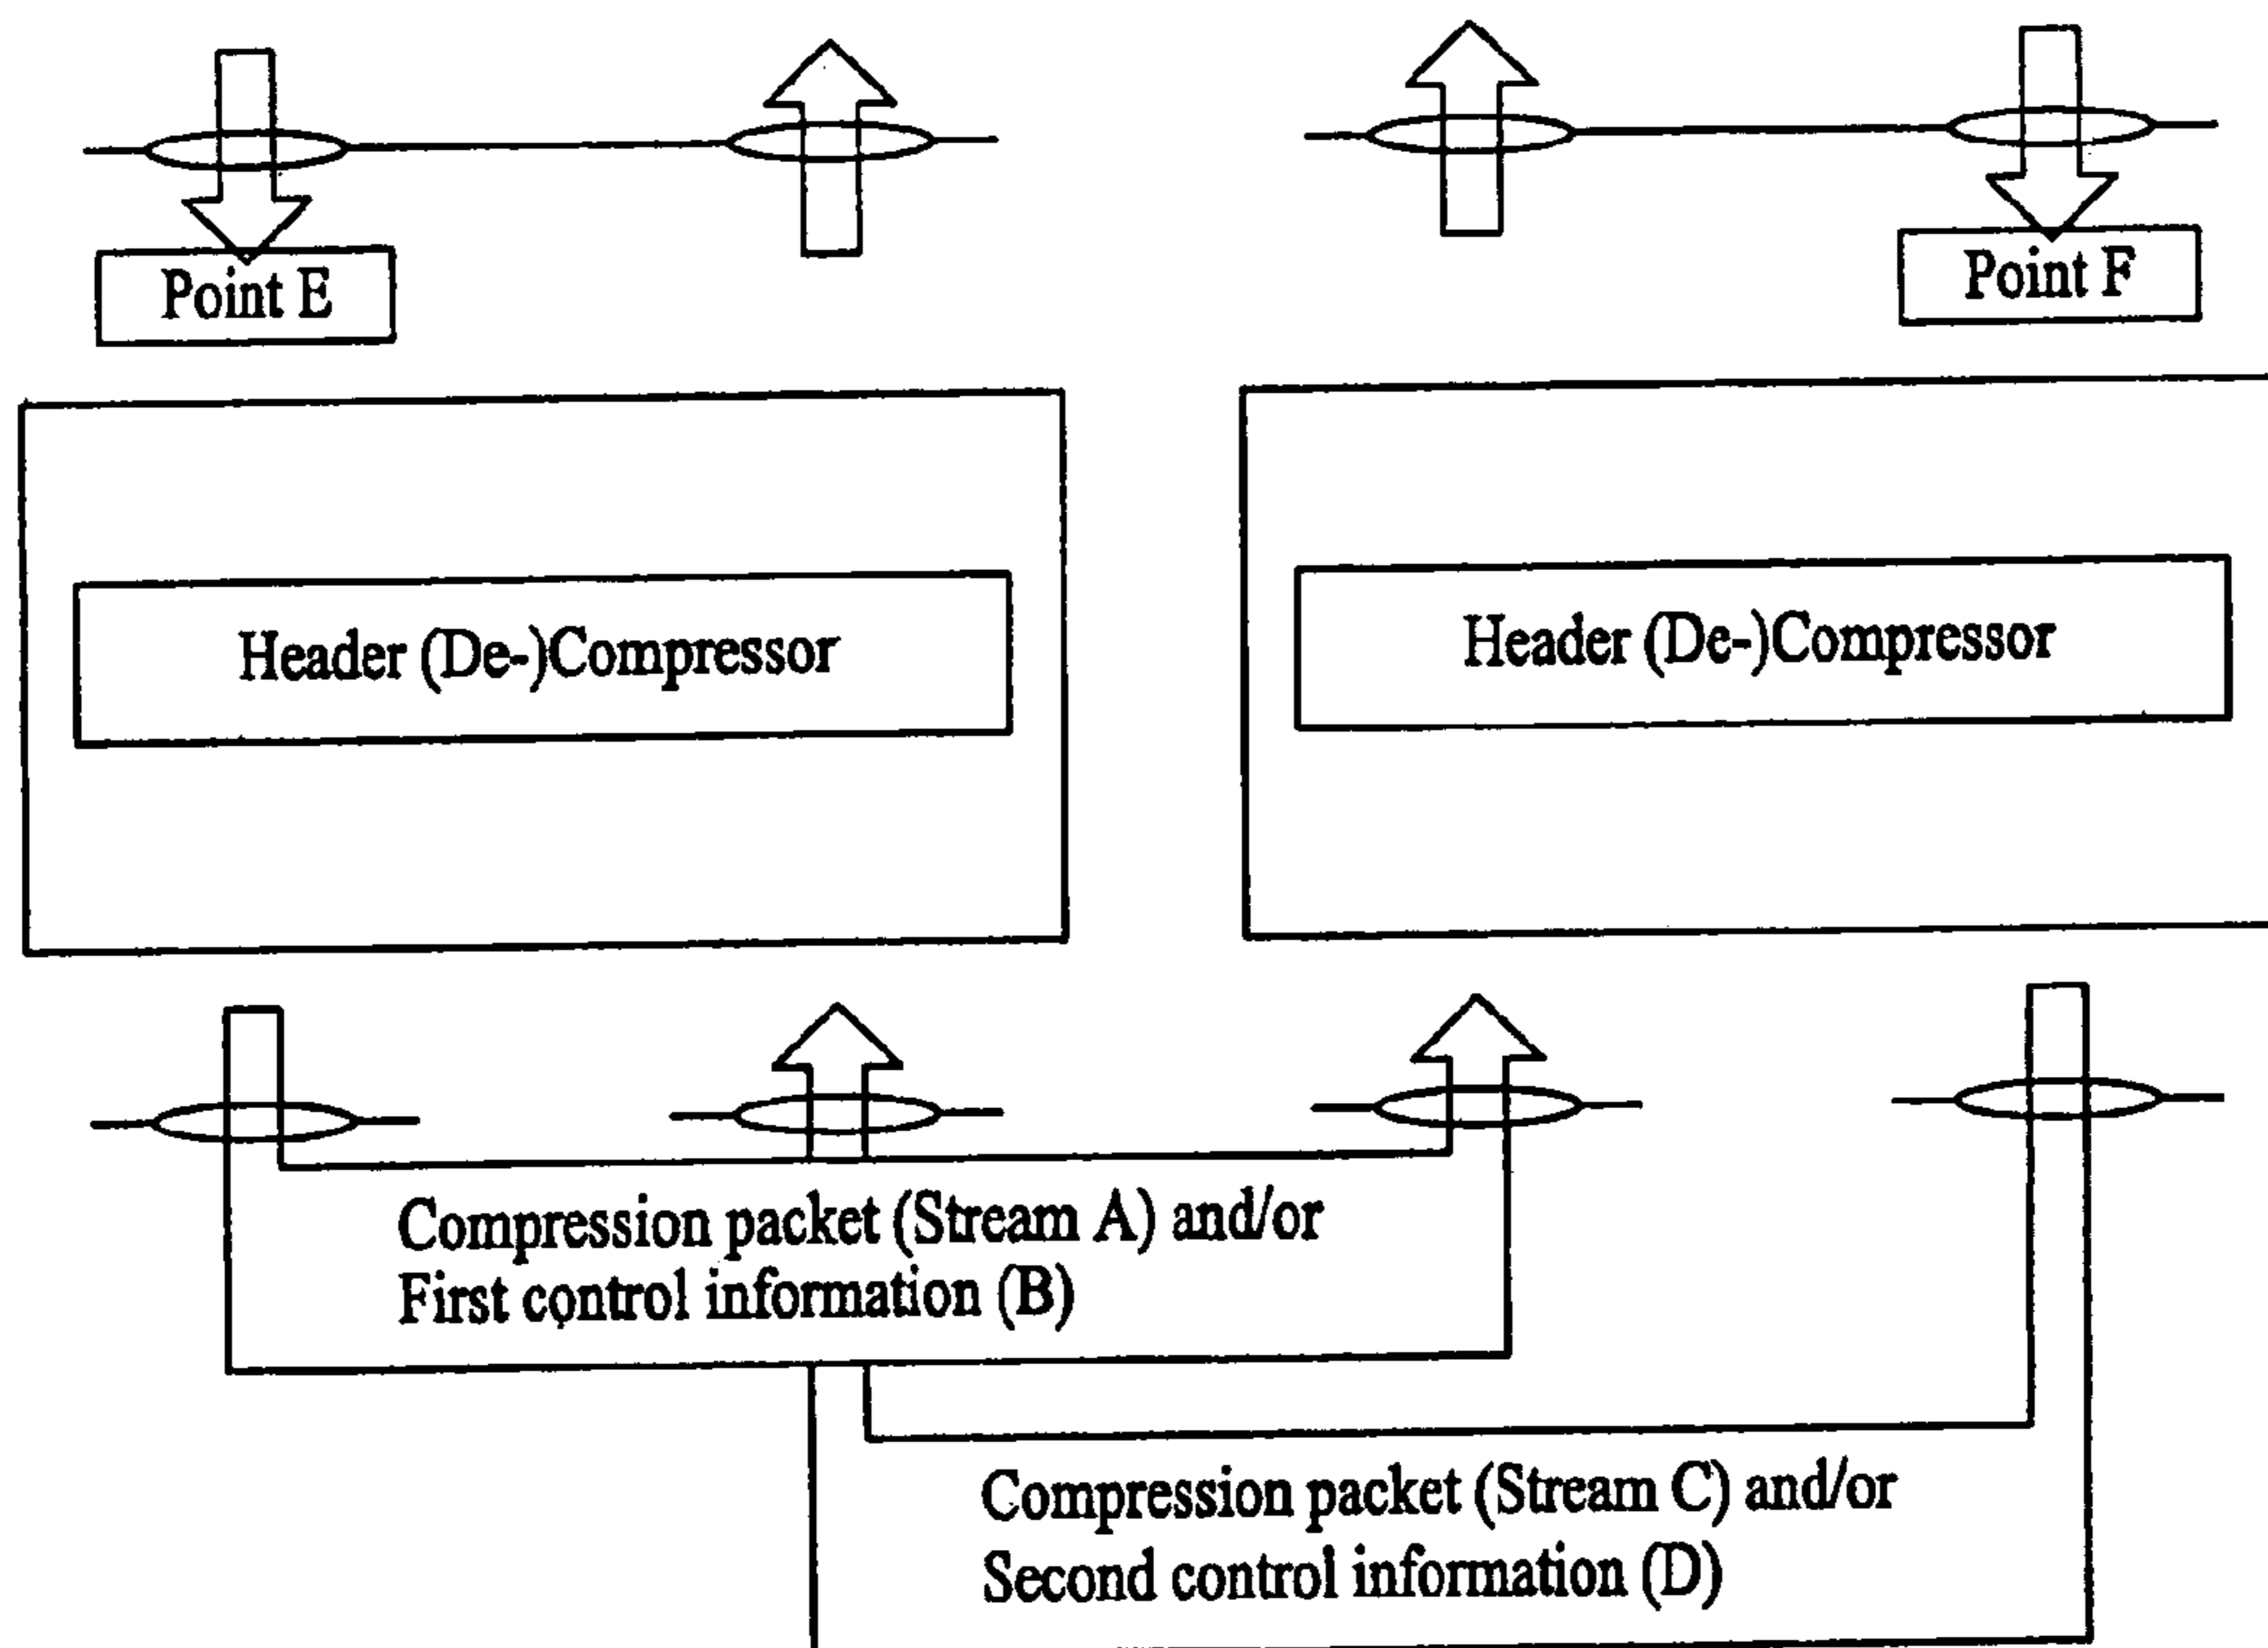 Point E
Point F
Header (De-)Compressor
Header (De-)Compressor
Compression packet (Stream A) and/or
First control information (B)
Compression packet (Stream C) and/or
Second control information (D)